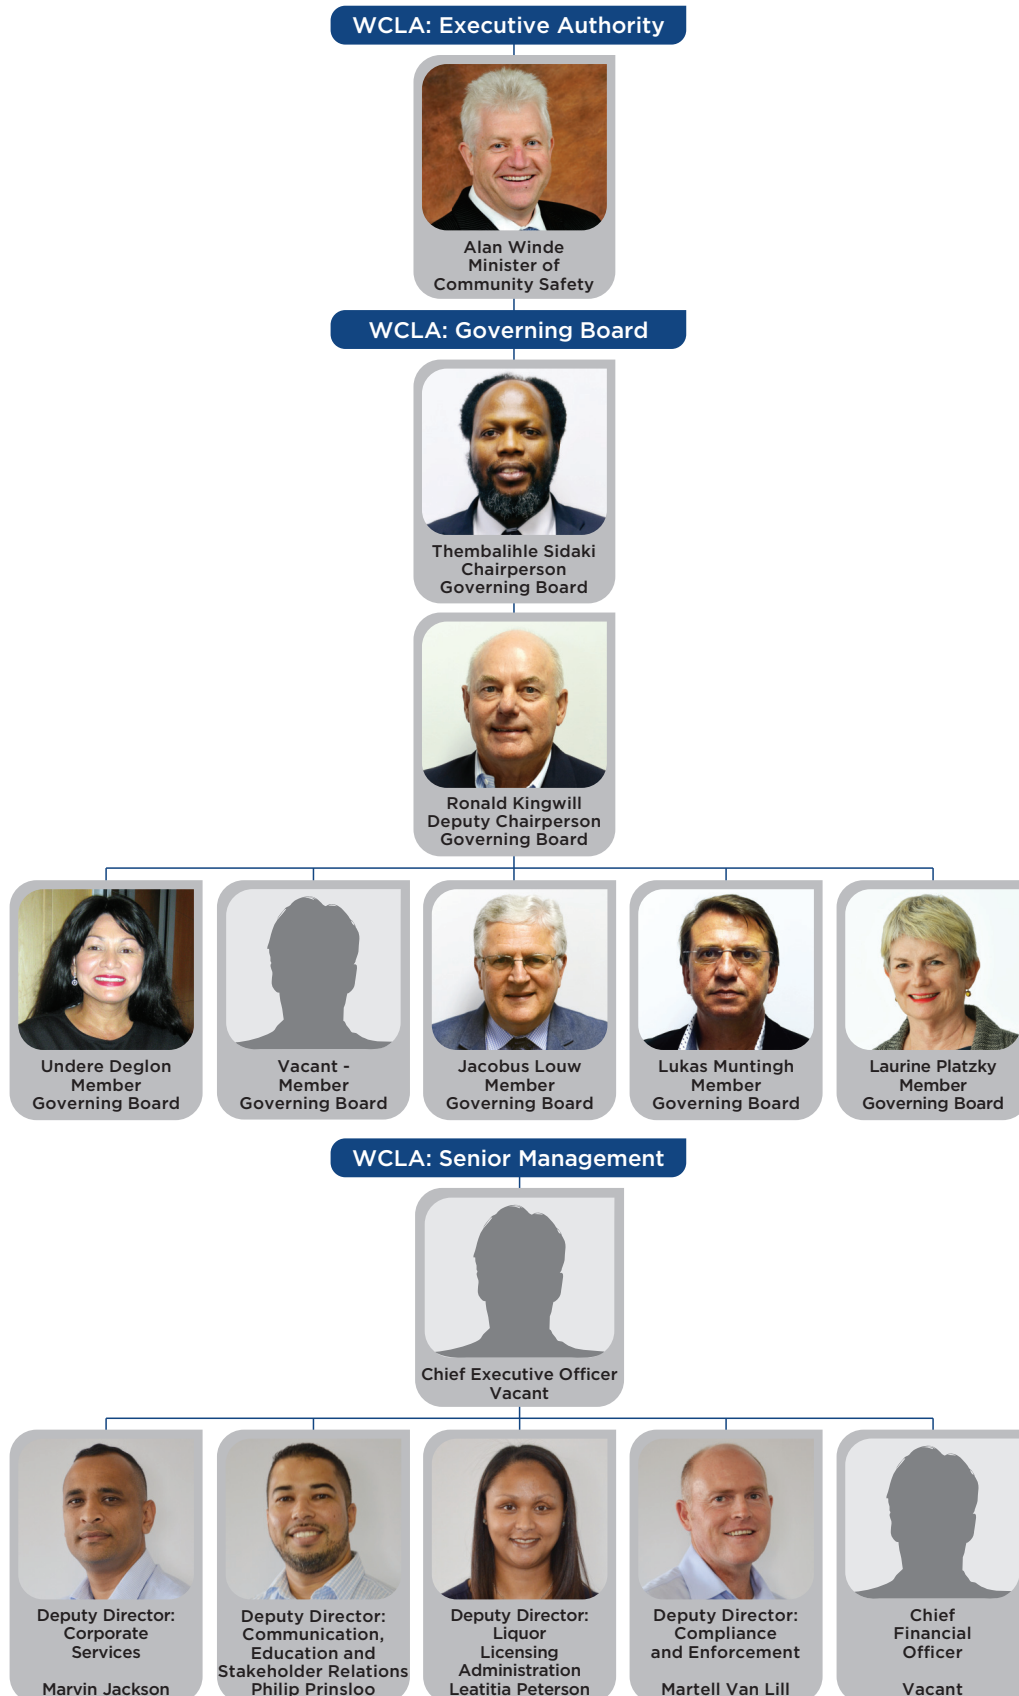 WCLA: Executive Authority
Alan Winde
Minister of
Community Safety
WCLA: Governing Board
Thembalihle Sidaki
Chairperson
Governing Board
Ronald Kingwill
Deputy Chairperson
Governing Board
Undere Deglon
Member
Governing Board
Vacant -
Member
Governing Board
Jacobus Louw
Member
Governing Board
Lukas Muntingh
Member
Governing Board
Laurine Platzky
Member
Governing Board
WCLA: Senior Management
Chief Executive Officer
Vacant
Deputy Director:
Corporate
Services
Marvin Jackson
Deputy Director:
Communication,
Education and
Stakeholder Relations
Philip Prinsloo
Deputy Director:
Liquor
Licensing
Administration
Leatitia Peterson
Deputy Director:
Compliance
and Enforcement
Martell Van Lill
Chief
Financial
Officer
Vacant